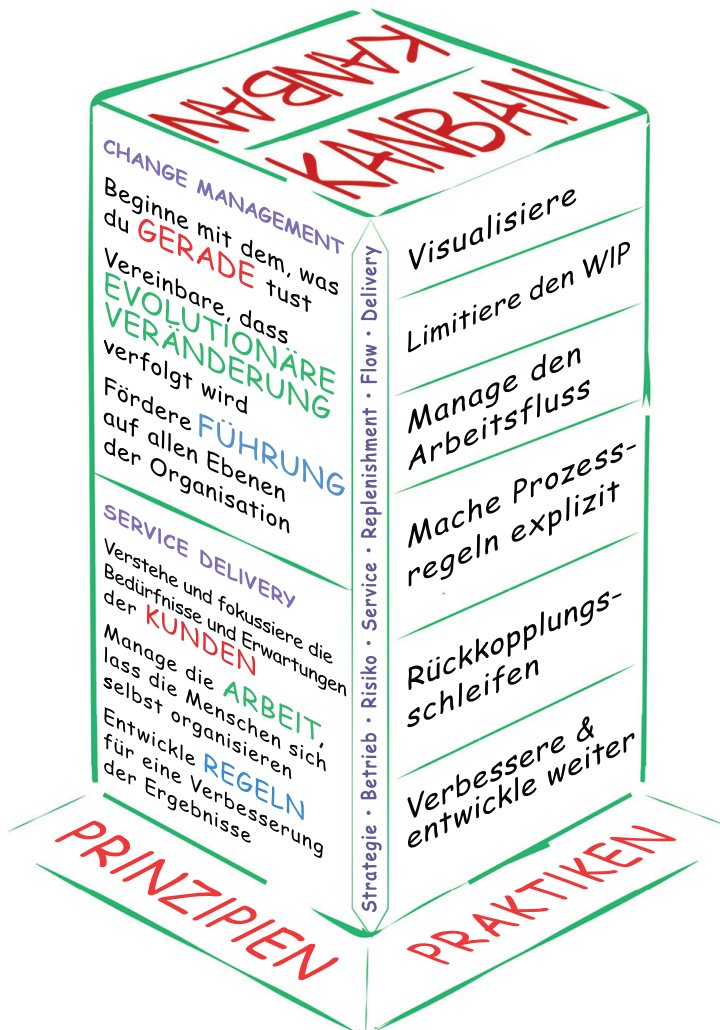 KANBAN
KANBAN
CHANGE MANAGEMENT
Beginne mit dem, was
du GERADE tust
Vereinbare, dass
EVOLUTIONÄRE
VERÄNDERUNG
verfolgt wird
Fördere FÜHRUNG
auf allen Ebenen
der Organisation
SERVICE DELIVERY
Verstehe und fokussiere die
Bedürfnisse und Erwartungen
der KUNDEN
Manage die ARBEIT,
lass die Menschen sich
selbst organisieren
Entwickle REGELN
für eine Verbesserung
der Ergebnisse
Strategie • Betrieb • Risiko • Service • Replenishment • Flow • Delivery
Visualisiere
Limitiere den WIP
Manage den
Arbeitsfluss
Mache Prozess-
regeln explizit
Rückkopplungs-
schleifen
Verbessere &
entwickle weiter
PRINZIPIEN
PRAKTIKEN